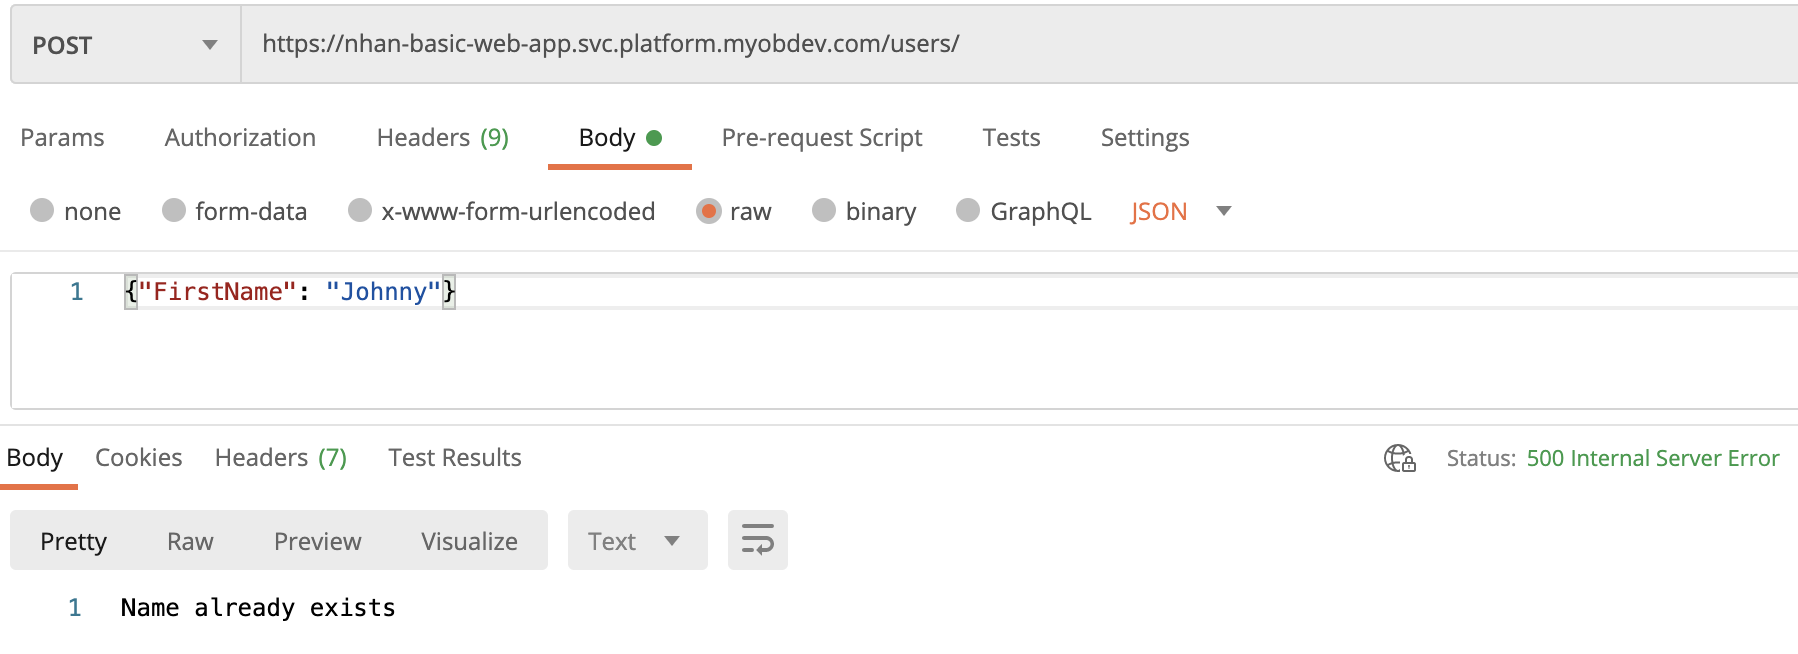 POST https://nhan-basic-web-app.svc.platform.myobdev.com/users/
Params Authorization Headers (9) Body Pre-request Script Tests Settings
none form-data x-www-form-urlencoded raw binary GraphQL JSON
1 {"FirstName": "Johnny"}
Body Cookies Headers (7) Test Results Status: 500 Internal Server Error
Pretty Raw Preview Visualize Text
1 Name already exists